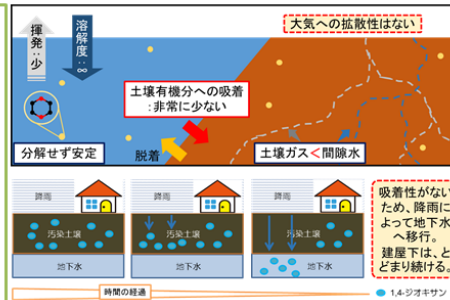 揮発:少
溶解度:∞
大気への拡散性はない
土壌有機分への吸着
:非常に少ない
分解せず安定
脱着
土壌ガス<間隙水
降雨
汚染土壌
地下水
降雨
汚染土壌
地下水
降雨
汚染土壌
地下水
吸着性がない
ため、降雨に
よって地下水
へ移行。
建屋下は、と
どまり続ける。
時間の経過
1,4-ジオキサン